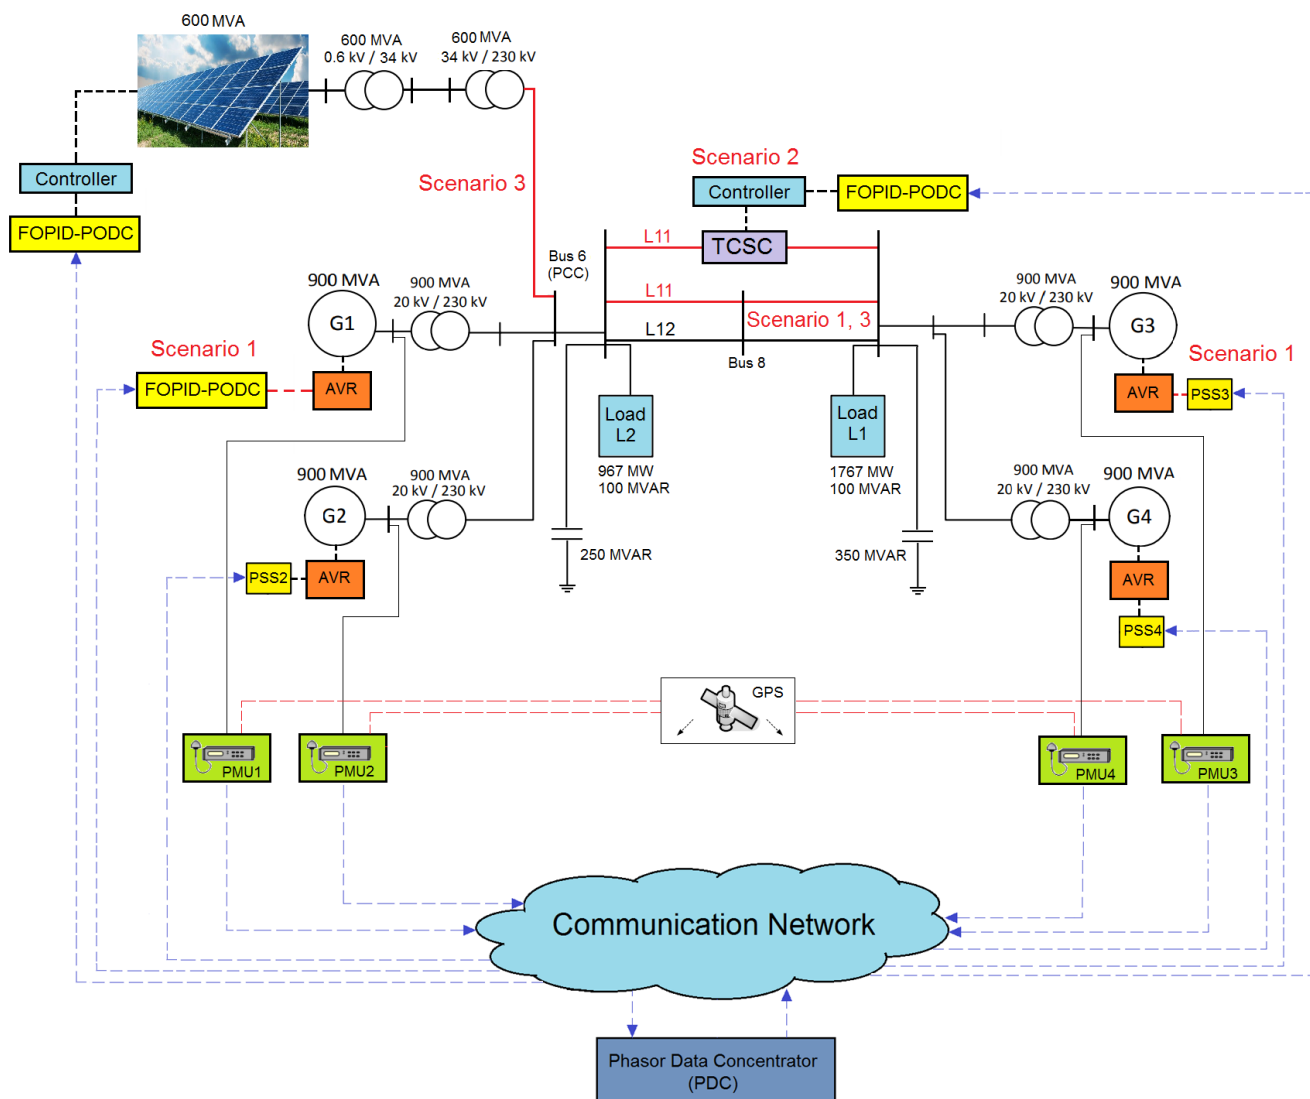 600 MVA
600 MVA
0.6 kV / 34 kV
600 MVA
34 kV / 230 kV
Controller
FOPID-PODC
Scenario 3
Scenario 2
Controller
FOPID-PODC
L11
TCSC
Bus 6
(PCC)
L11
Scenario 1, 3
L12
Bus 8
900 MVA
G1
900 MVA
20 kV / 230 kV
Scenario 1
FOPID-PODC
AVR
900 MVA
20 kV / 230 kV
900 MVA
G3
Scenario 1
AVR
PSS3
Load
L2
967 MW
100 MVAR
Load
L1
1767 MW
100 MVAR
900 MVA
G2
900 MVA
20 kV / 230 kV
PSS2
AVR
250 MVAR
350 MVAR
900 MVA
20 kV / 230 kV
900 MVA
G4
AVR
PSS4
GPS
PMU1
PMU2
PMU4
PMU3
Communication Network
Phasor Data Concentrator
(PDC)